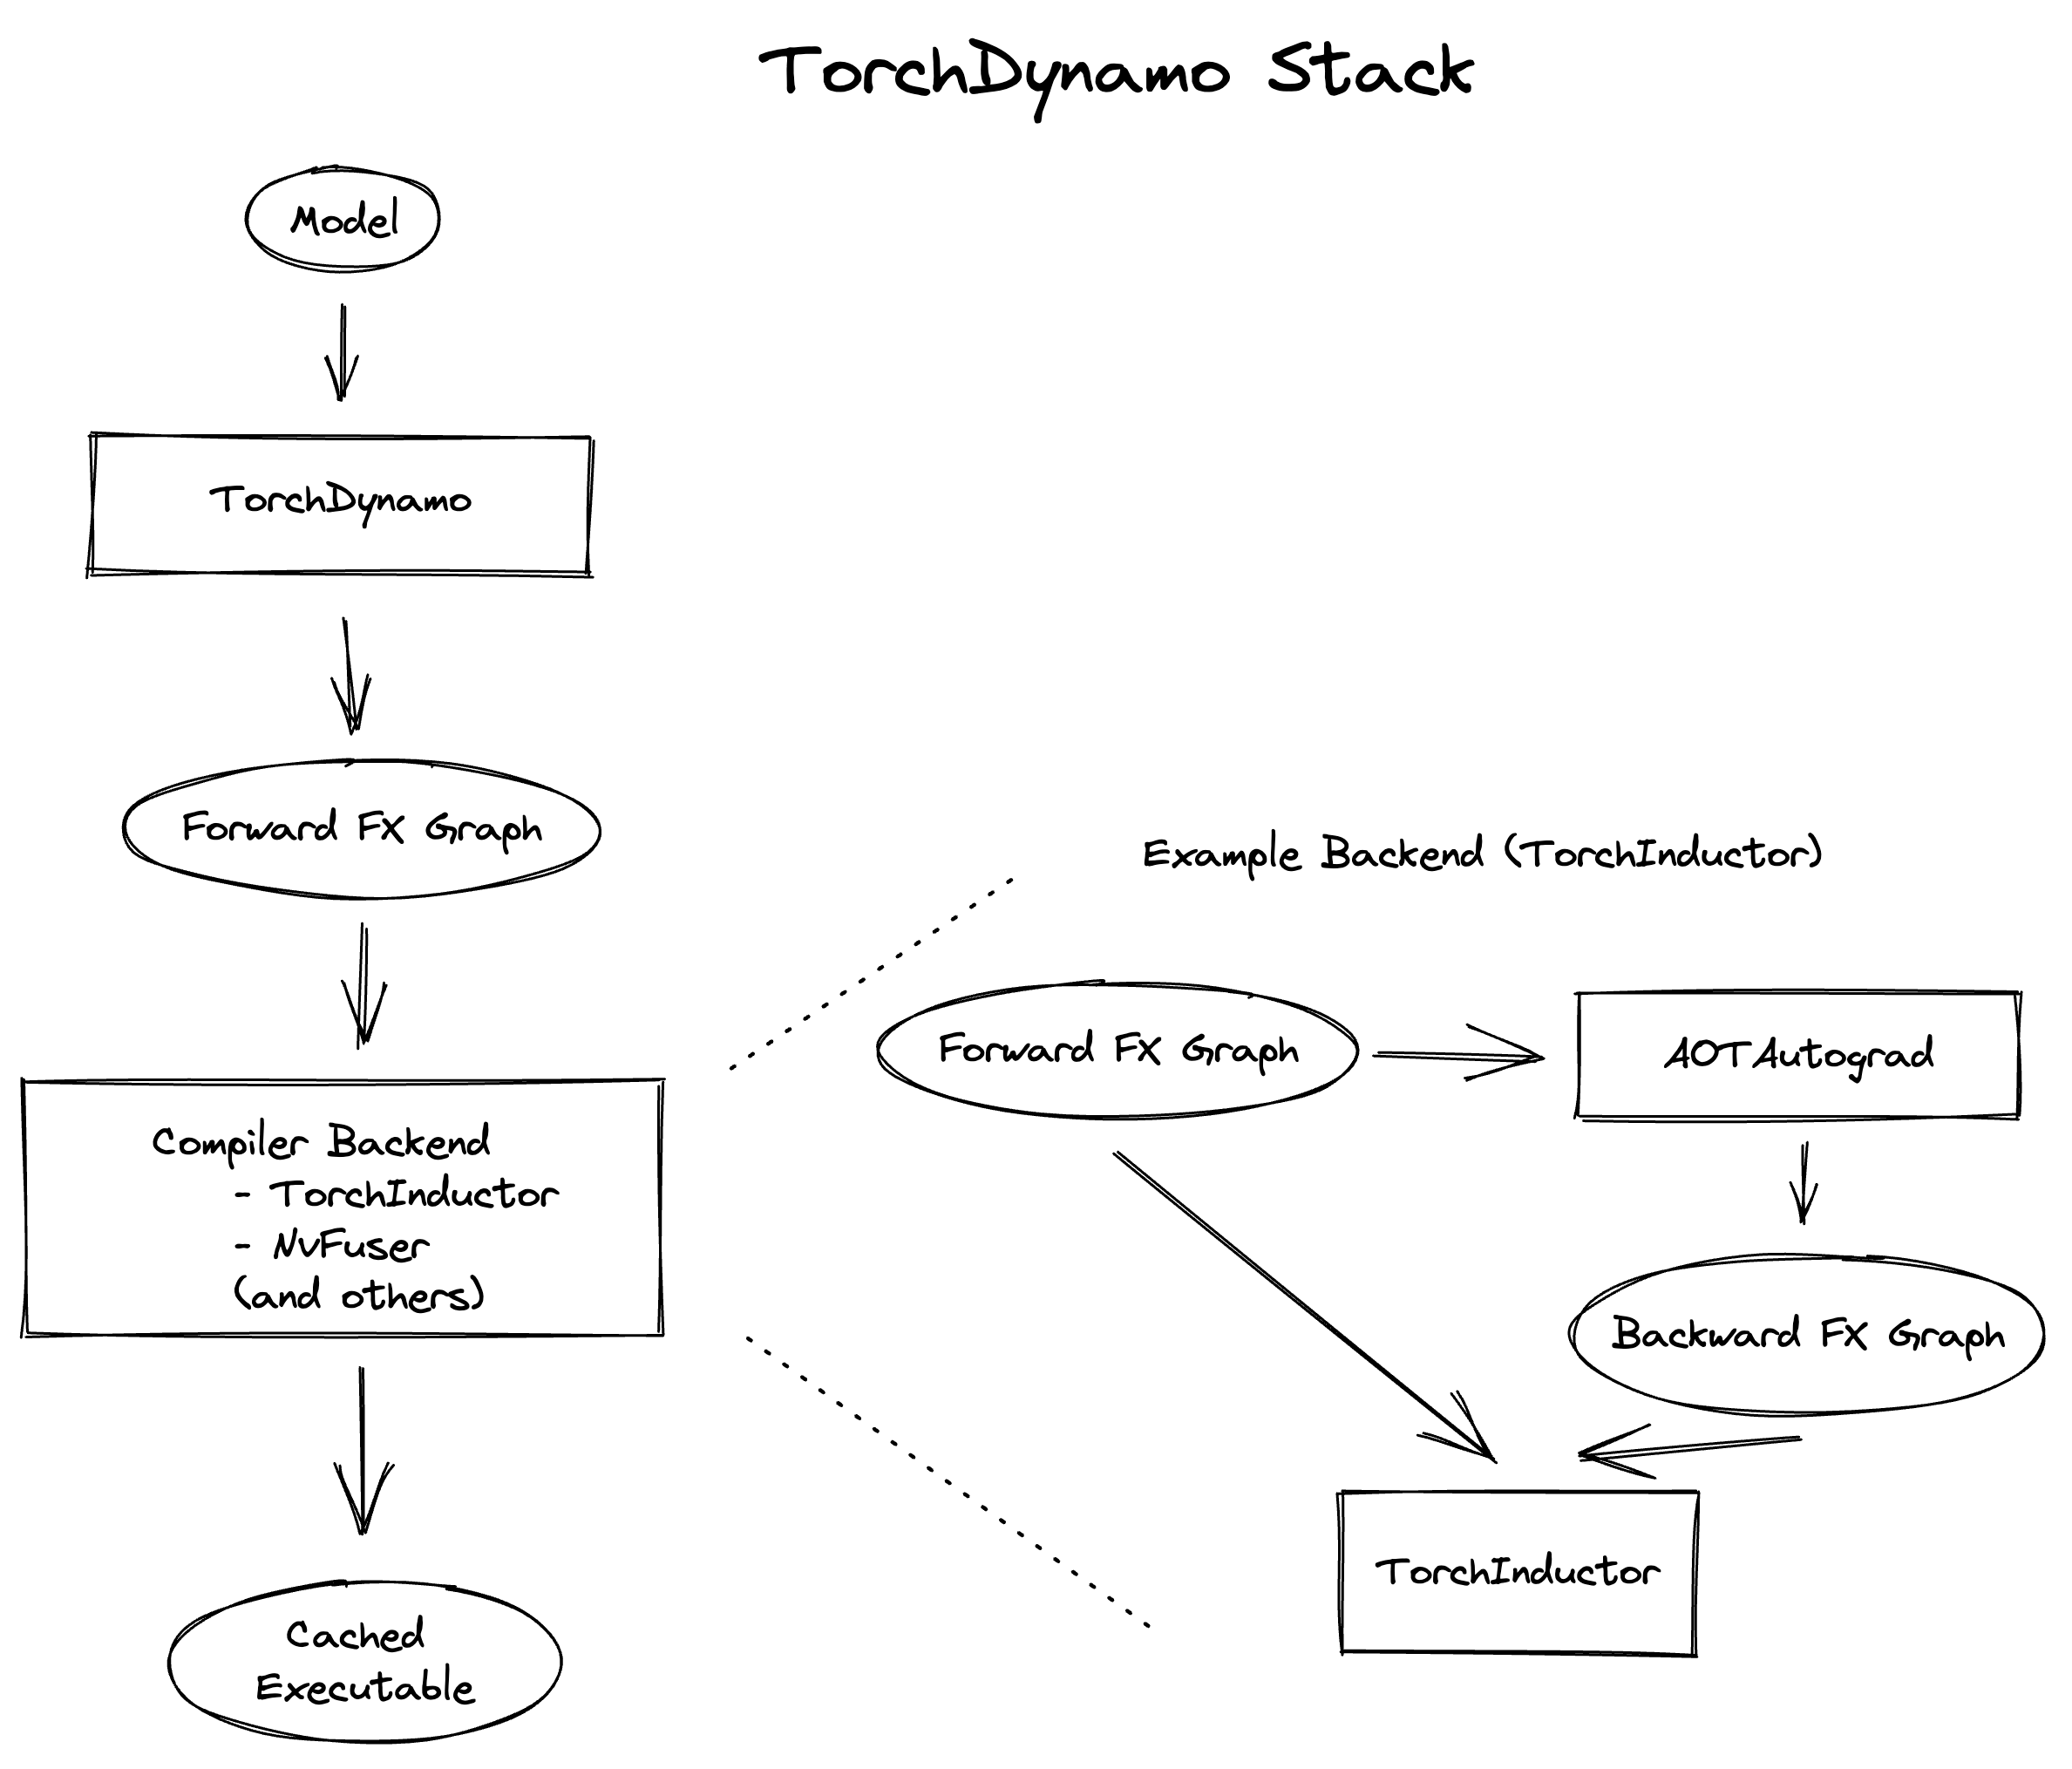 TorchDynamo Stack
Model
TorchDynamo
Forward FX Graph
Compiler Backend
- TorchInductor
- NvFuser
(and others)
Cached
Executable
Example Backend (TorchInductor)
Forward FX Graph
AOTAutograd
Backward FX Graph
TorchInductor